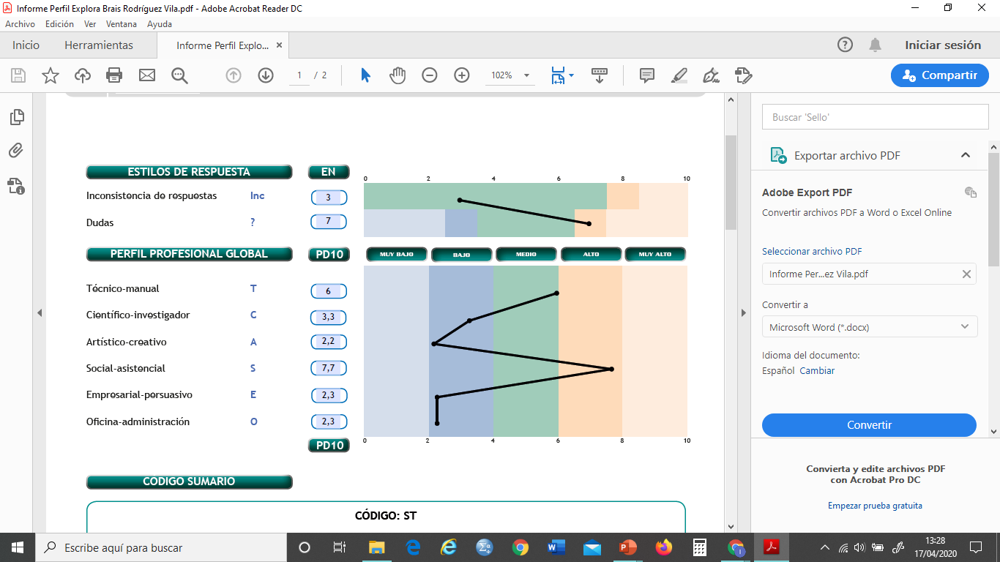 Informe Perfil Explora Brais Rodríguez Vila.pdf - Adobe Acrobat Reader DC
Archivo Edición Ver Ventana Ayuda
Inicio Herramientas Informe Perfil Explo... × Iniciar sesión
1 / 2 102% Compartir
Buscar 'Sello'
Exportar archivo PDF
Adobe Export PDF
Convertir archivos PDF a Word o Excel Online
Seleccionar archivo PDF
Informe Per...ez Vila.pdf
Convertir a
Microsoft Word (*.docx)
Idioma del documento:
Español Cambiar
Convertir
Convierta y edite archivos PDF
con Acrobat Pro DC
Empezar prueba gratuita
ESTILOS DE RESPUESTA EN 0 2 4 6 8 10
Inconsistencia de respuestas Inc 3
Dudas ? 7
PERFIL PROFESIONAL GLOBAL PD10 MUY BAJO BAJO MEDIO ALTO MUY ALTO
Técnico-manual T 6
Científico-investigador C 3,3
Artístico-creativo A 2,2
Social-asistencial S 7,7
Empresarial-persuasivo E 2,3
Oficina-administración O 2,3
PD10 0 2 4 6 8 10
CODIGO SUMARIO
CÓDIGO: ST
Escribe aquí para buscar
13:28
17/04/2020